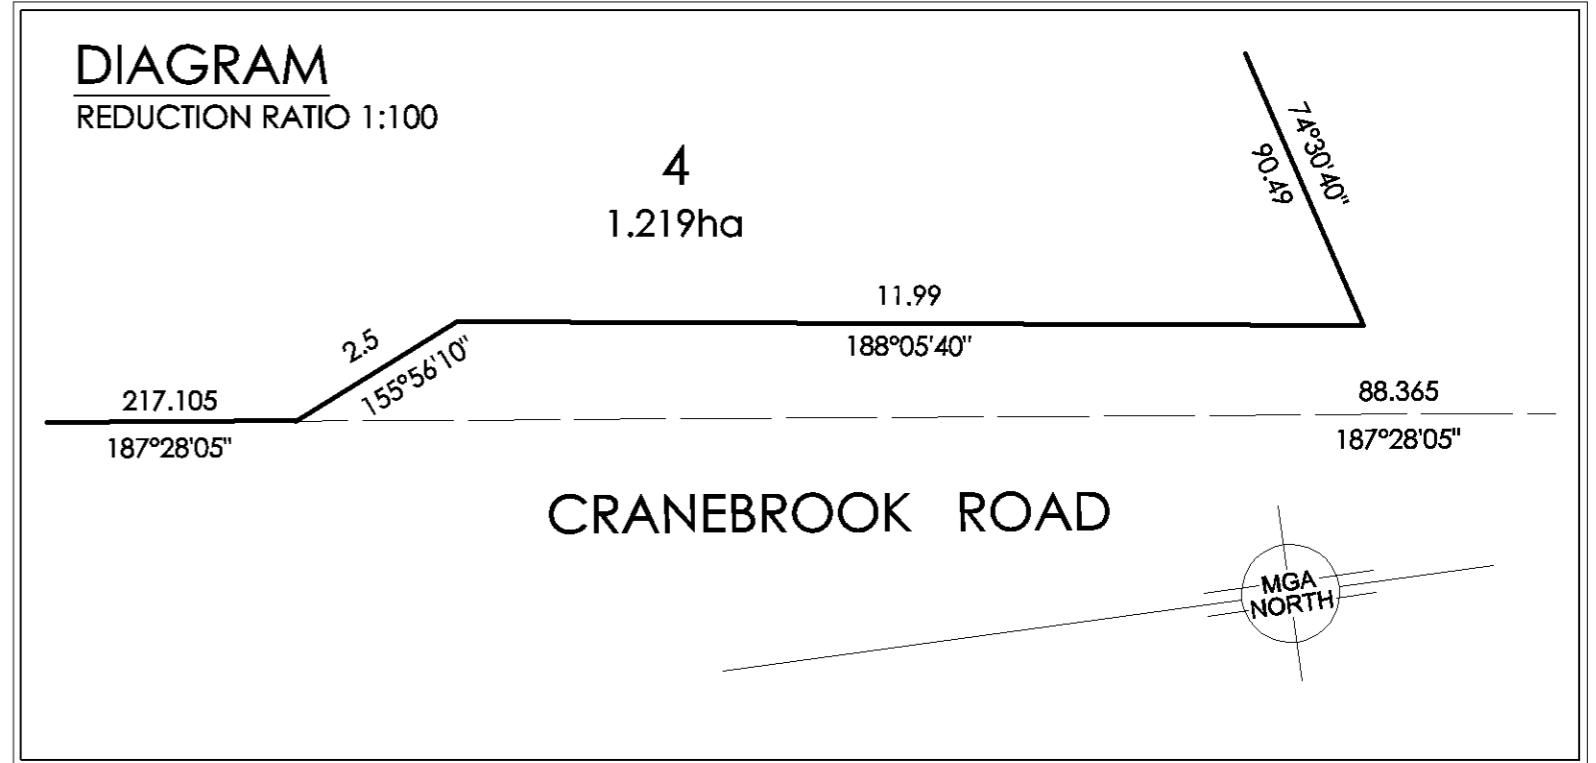 DIAGRAM
REDUCTION RATIO 1:100
4
1.219ha
74°30'40"
90.49
11.99
188°05'40"
2.5
155°56'10"
217.105
187°28'05"
88.365
187°28'05"
CRANEBROOK ROAD
MGA
NORTH